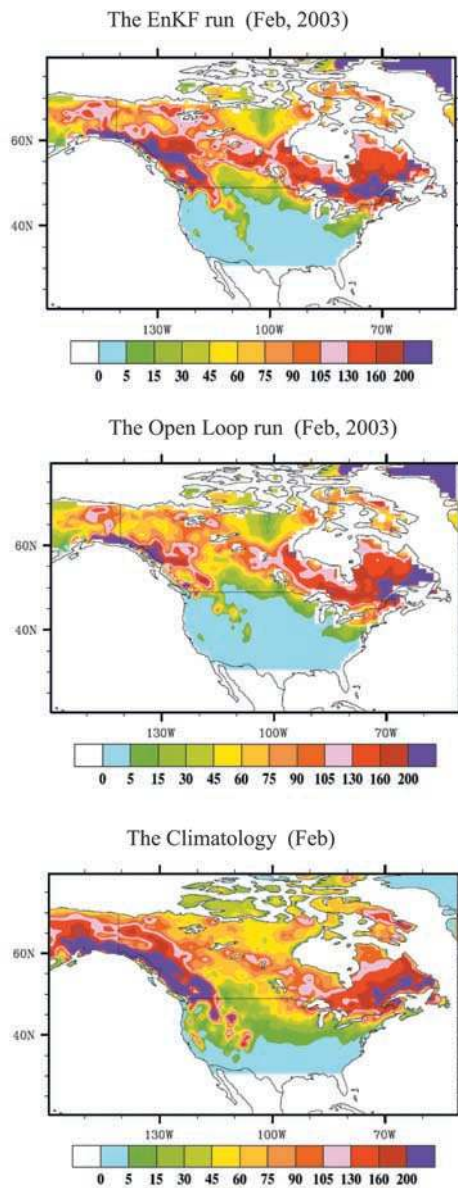 The EnKF run (Feb, 2003)
60N
40N
130W 100W 70W
0 5 15 30 45 60 75 90 105 130 160 200
The Open Loop run (Feb, 2003)
60N
40N
130W 100W 70W
0 5 15 30 45 60 75 90 105 130 160 200
The Climatology (Feb)
60N
40N
130W 100W 70W
0 5 15 30 45 60 75 90 105 130 160 200